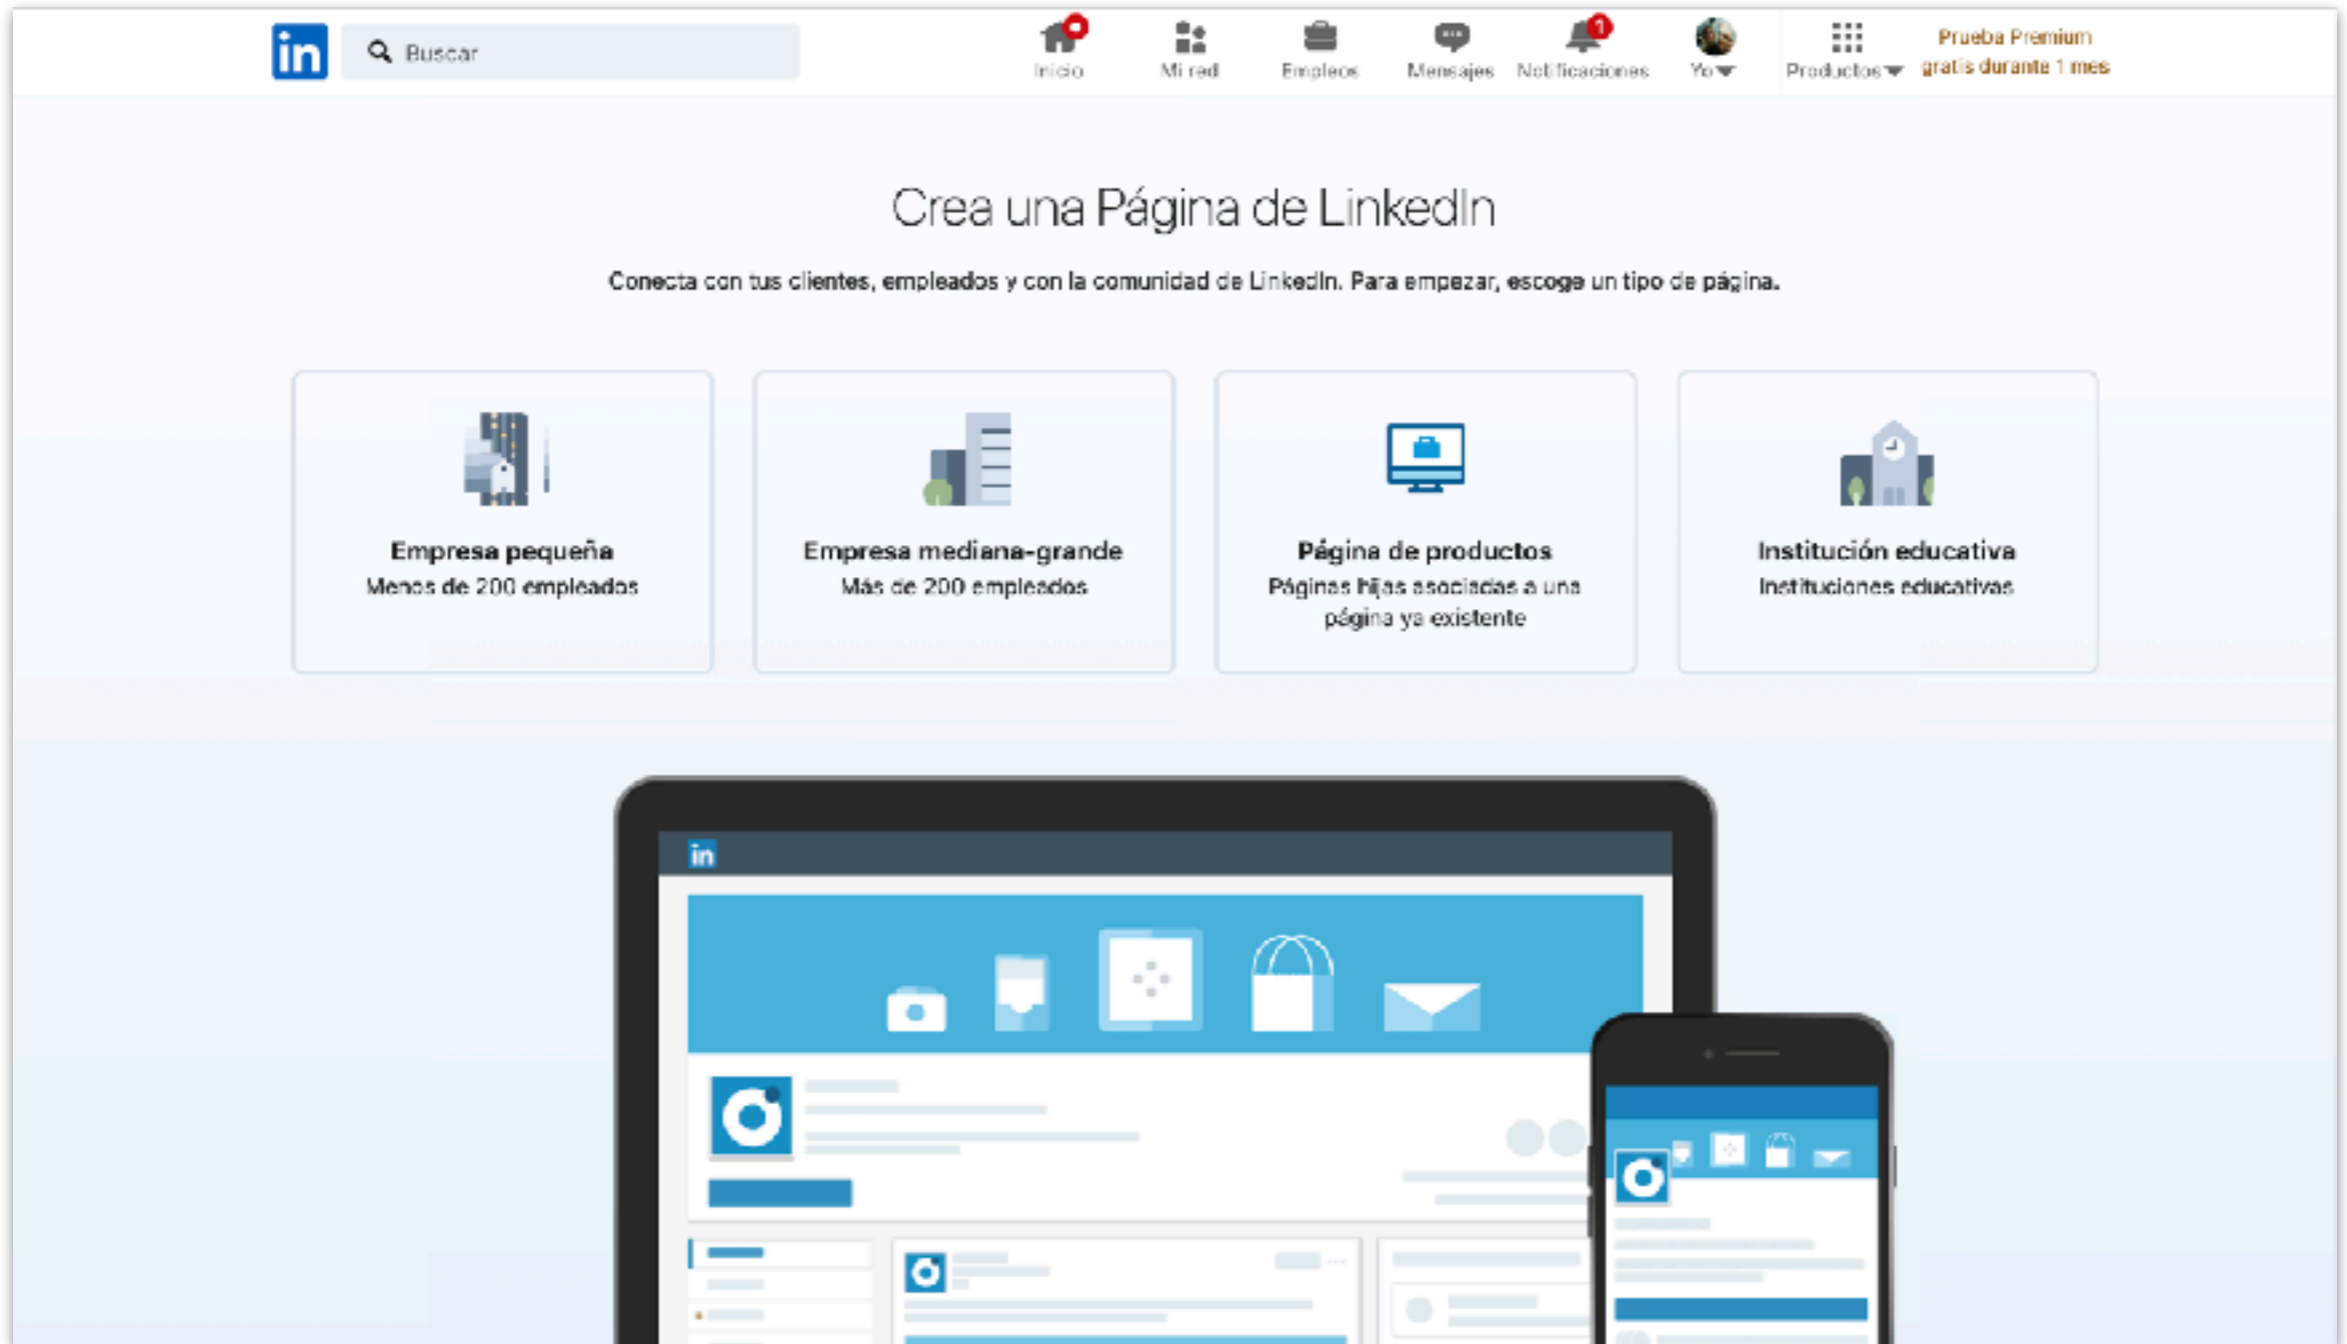 in
Buscar
Inicio
Mi red
Empleos
Mensajes
1
Notificaciones
Yo
Productos
Prueba Premium
gratis durante 1 mes
Crea una Página de LinkedIn
Conecta con tus clientes, empleados y con la comunidad de LinkedIn. Para empezar, escoge un tipo de página.
Empresa pequeña
Menos de 200 empleados
Empresa mediana-grande
Más de 200 empleados
Página de productos
Páginas hijas asociadas a una
página ya existente
Institución educativa
Instituciones educativas
in